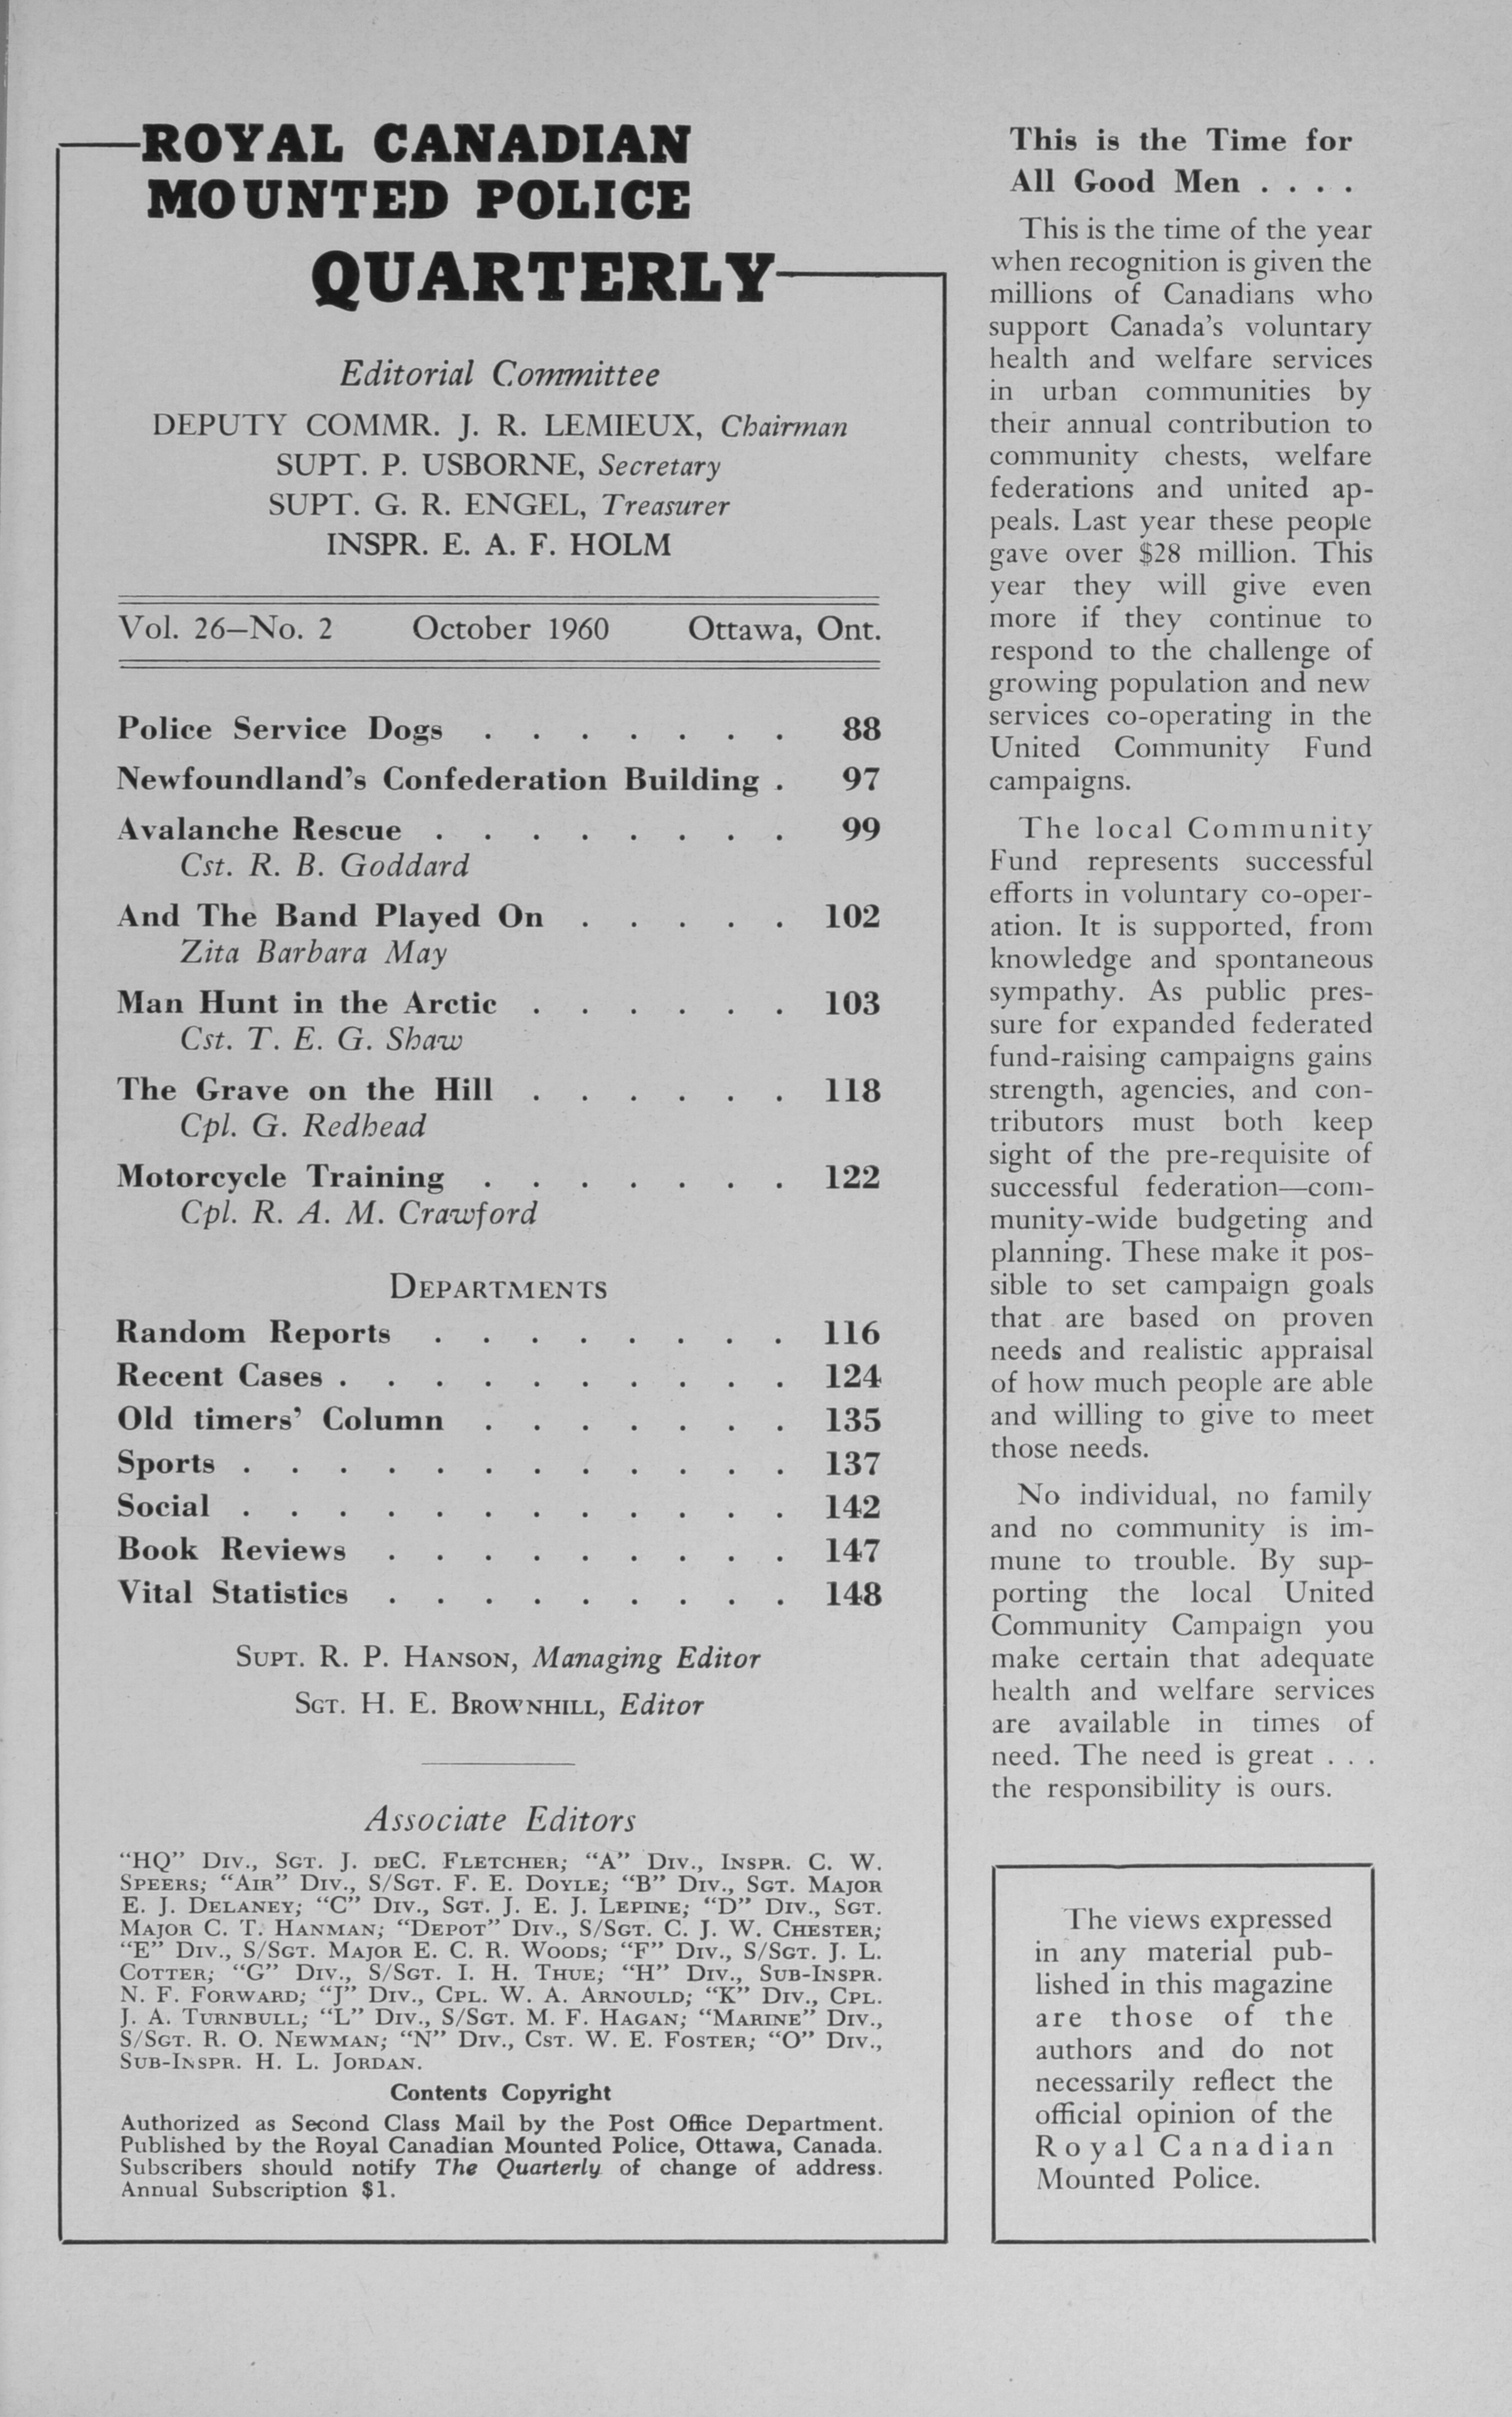 ROYAL CANADIAN
MOUNTED POLICE
QUARTERLY
Editorial Committee
DEPUTY COMMR. J. R. LEMIEUX, Chairman
SUPT. P. USBORNE, Secretary
SUPT. G. R. ENGEL, Treasurer
INSPR. E. A. F. HOLM
Vol. 26–No. 2 October 1960 Ottawa, Ont.
Police Service Dogs . . . . . . . 88
Newfoundland's Confederation Building . 97
Avalanche Rescue . . . . . . . . 99
Cst. R. B. Goddard
And The Band Played On . . . . . 102
Zita Barbara May
Man Hunt in the Arctic . . . . . . 103
Cst. T. E. G. Shaw
The Grave on the Hill . . . . . . 118
Cpl. G. Redhead
Motorcycle Training . . . . . . . 122
Cpl. R. A. M. Crawford
DEPARTMENTS
Random Reports . . . . . . . . 116
Recent Cases . . . . . . . . . . 124
Old timers' Column . . . . . . . 135
Sports . . . . . . . . . . . . 137
Social . . . . . . . . . . . . 142
Book Reviews . . . . . . . . . 147
Vital Statistics . . . . . . . . . 148
SUPT. R. P. HANSON, Managing Editor
SGT. H. E. BROWNHILL, Editor
Associate Editors
"HQ" DIV., SGT. J. DEC. FLETCHER; "A" DIV., INSPR. C. W.
SPEERS; "AIR" DIV., S/SGT. F. E. DOYLE; "B" DIV., SGT. MAJOR
E. J. DELANEY; "C" DIV., SGT. J. E. J. LEPINE; "D" DIV., SGT.
MAJOR C. T. HANMAN; "DEPOT" DIV., S/SGT. C. J. W. CHESTER;
"E" DIV., S/SGT. MAJOR E. C. R. WOODS; "F" DIV., S/SGT. J. L.
COTTER; "G" DIV., S/SGT. I. H. THUE; "H" DIV., SUB-INSPR.
N. F. FORWARD; "J" DIV., CPL. W. A. ARNOULD; "K" DIV., CPL.
J. A. TURNBULL; "L" DIV., S/SGT. M. F. HAGAN; "MARINE" DIV.,
S/SGT. R. O. NEWMAN; "N" DIV., CST. W. E. FOSTER; "O" DIV.,
SUB-INSPR. H. L. JORDAN.
Contents Copyright
Authorized as Second Class Mail by the Post Office Department.
Published by the Royal Canadian Mounted Police, Ottawa, Canada.
Subscribers should notify The Quarterly of change of address.
Annual Subscription $1.
This is the Time for
All Good Men . . . .
This is the time of the year
when recognition is given the
millions of Canadians who
support Canada's voluntary
health and welfare services
in urban communities by
their annual contribution to
community chests, welfare
federations and united ap-
peals. Last year these people
gave over $28 million. This
year they will give even
more if they continue to
respond to the challenge of
growing population and new
services co-operating in the
United Community Fund
campaigns.
The local Community
Fund represents successful
efforts in voluntary co-oper-
ation. It is supported, from
knowledge and spontaneous
sympathy. As public pres-
sure for expanded federated
fund-raising campaigns gains
strength, agencies, and con-
tributors must both keep
sight of the pre-requisite of
successful federation—com-
munity-wide budgeting and
planning. These make it pos-
sible to set campaign goals
that are based on proven
needs and realistic appraisal
of how much people are able
and willing to give to meet
those needs.
No individual, no family
and no community is im-
mune to trouble. By sup-
porting the local United
Community Campaign you
make certain that adequate
health and welfare services
are available in times of
need. The need is great . . .
the responsibility is ours.
The views expressed
in any material pub-
lished in this magazine
are those of the
authors and do not
necessarily reflect the
official opinion of the
Royal Canadian
Mounted Police.